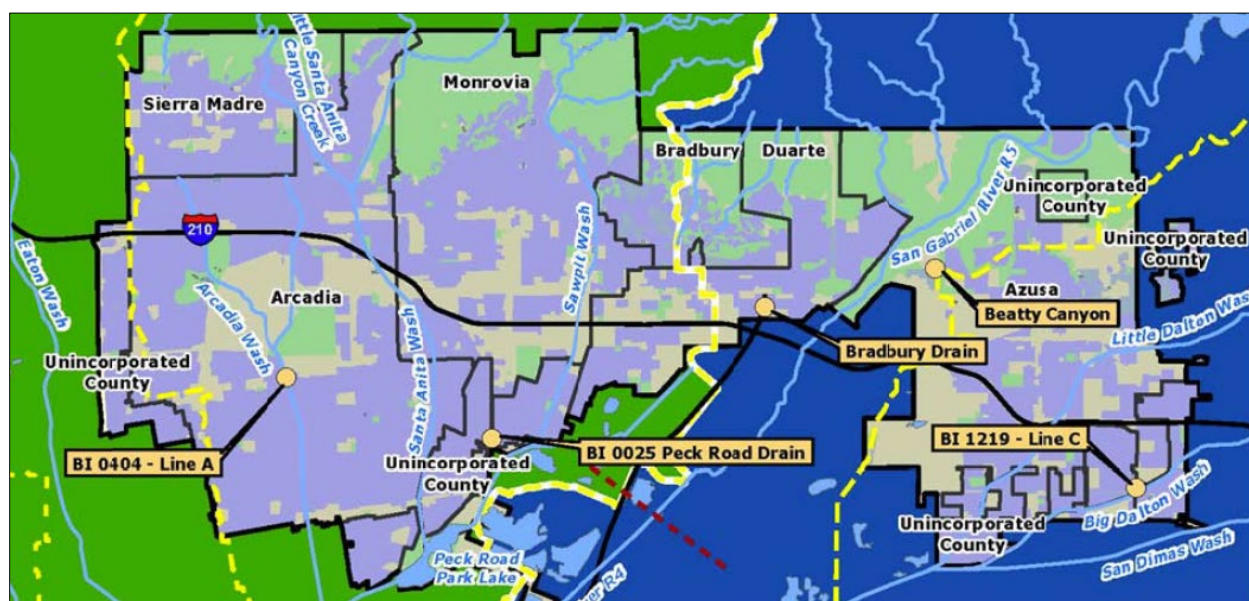 Little Santa Anita
Canyon Creek
Monrovia
Sierra Madre
Bradbury
Duarte
San Gabriel River R5
Unincorporated
County
210
Unincorporated
County
Eaton Wash
Sawpit Wash
Arcadia
Arcadia Wash
Santa Anita Wash
Azusa
Beatty Canyon
Little Dalton Was
Bradbury Drain
Unincorporated
County
BI 0404 - Line A
BI 0025 Peck Road Drain
BI 1219 - Line C
Unincorporated
County
Big Dalton Wash
Unincorporated
County
Peck Road
Park Lake
San Dimas Wash
er R4